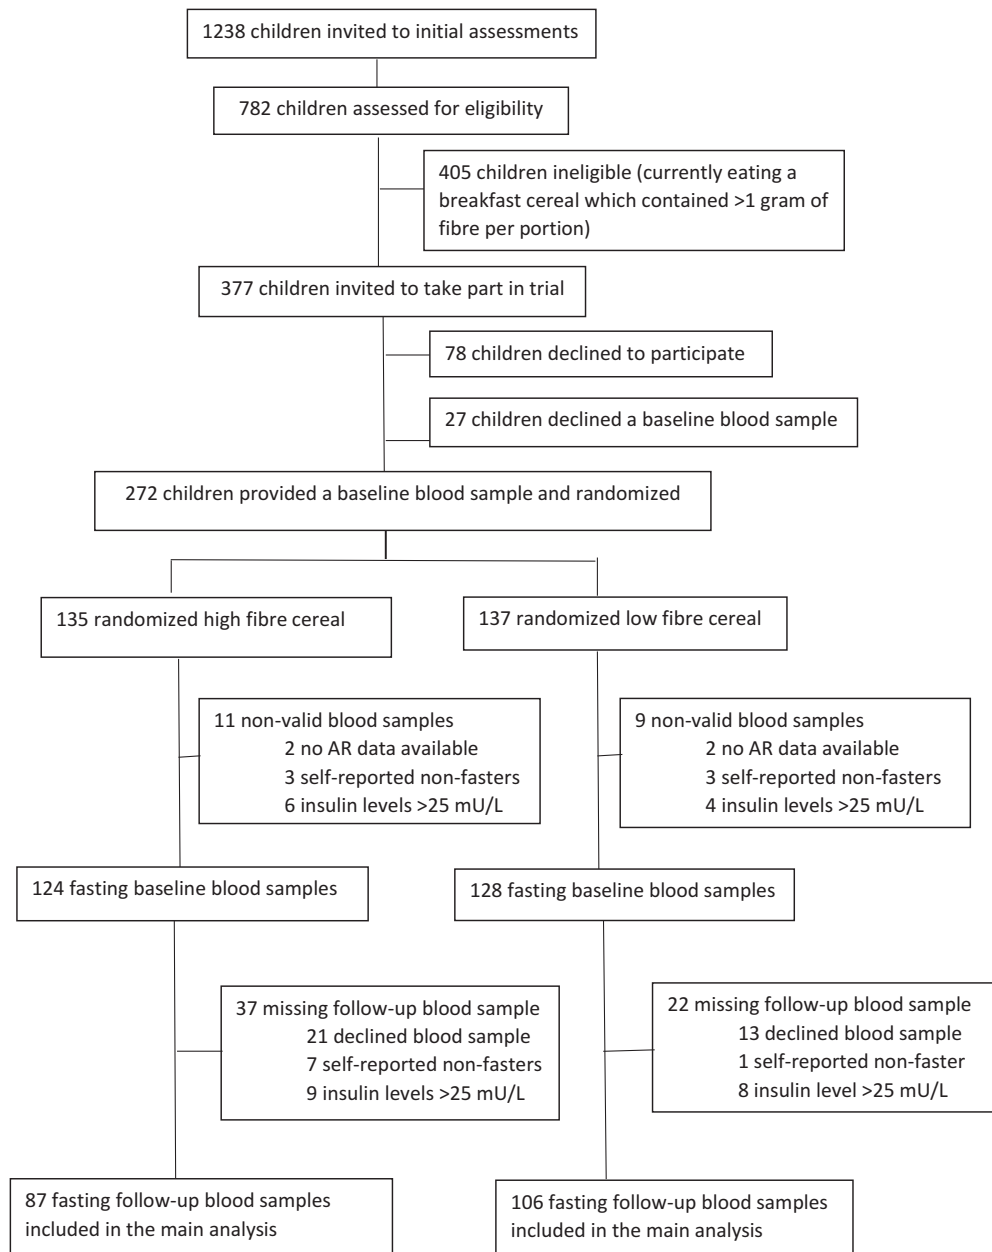 1238 children invited to initial assessments
782 children assessed for eligibility
405 children ineligible (currently eating a
breakfast cereal which contained >1 gram of
fibre per portion)
377 children invited to take part in trial
78 children declined to participate
27 children declined a baseline blood sample
272 children provided a baseline blood sample and randomized
135 randomized high fibre cereal
137 randomized low fibre cereal
11 non-valid blood samples
2 no AR data available
3 self-reported non-fasters
6 insulin levels >25 mU/L
9 non-valid blood samples
2 no AR data available
3 self-reported non-fasters
4 insulin levels >25 mU/L
124 fasting baseline blood samples
128 fasting baseline blood samples
37 missing follow-up blood sample
21 declined blood sample
7 self-reported non-fasters
9 insulin levels >25 mU/L
22 missing follow-up blood sample
13 declined blood sample
1 self-reported non-faster
8 insulin level >25 mU/L
87 fasting follow-up blood samples
included in the main analysis
106 fasting follow-up blood samples
included in the main analysis